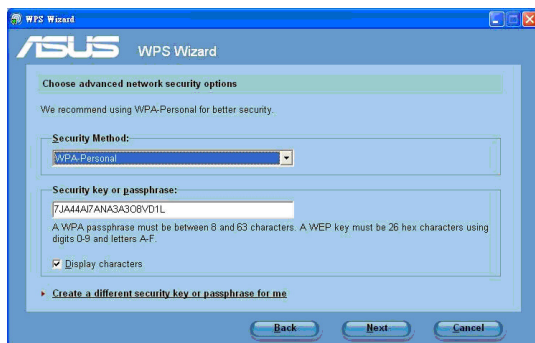 WPS Wizard
ASUS WPS Wizard
Choose advanced network security options
We recommend using WPA-Personal for better security.
Security Method:
WPA-Personal
Security key or passphrase:
7JA44AI7ANA3A3O8VD1L
A WPA passphrase must be between 8 and 63 characters. A WEP key must be 26 hex characters using
digits 0-9 and letters A-F.
Display characters
Create a different security key or passphrase for me
Back Next Cancel